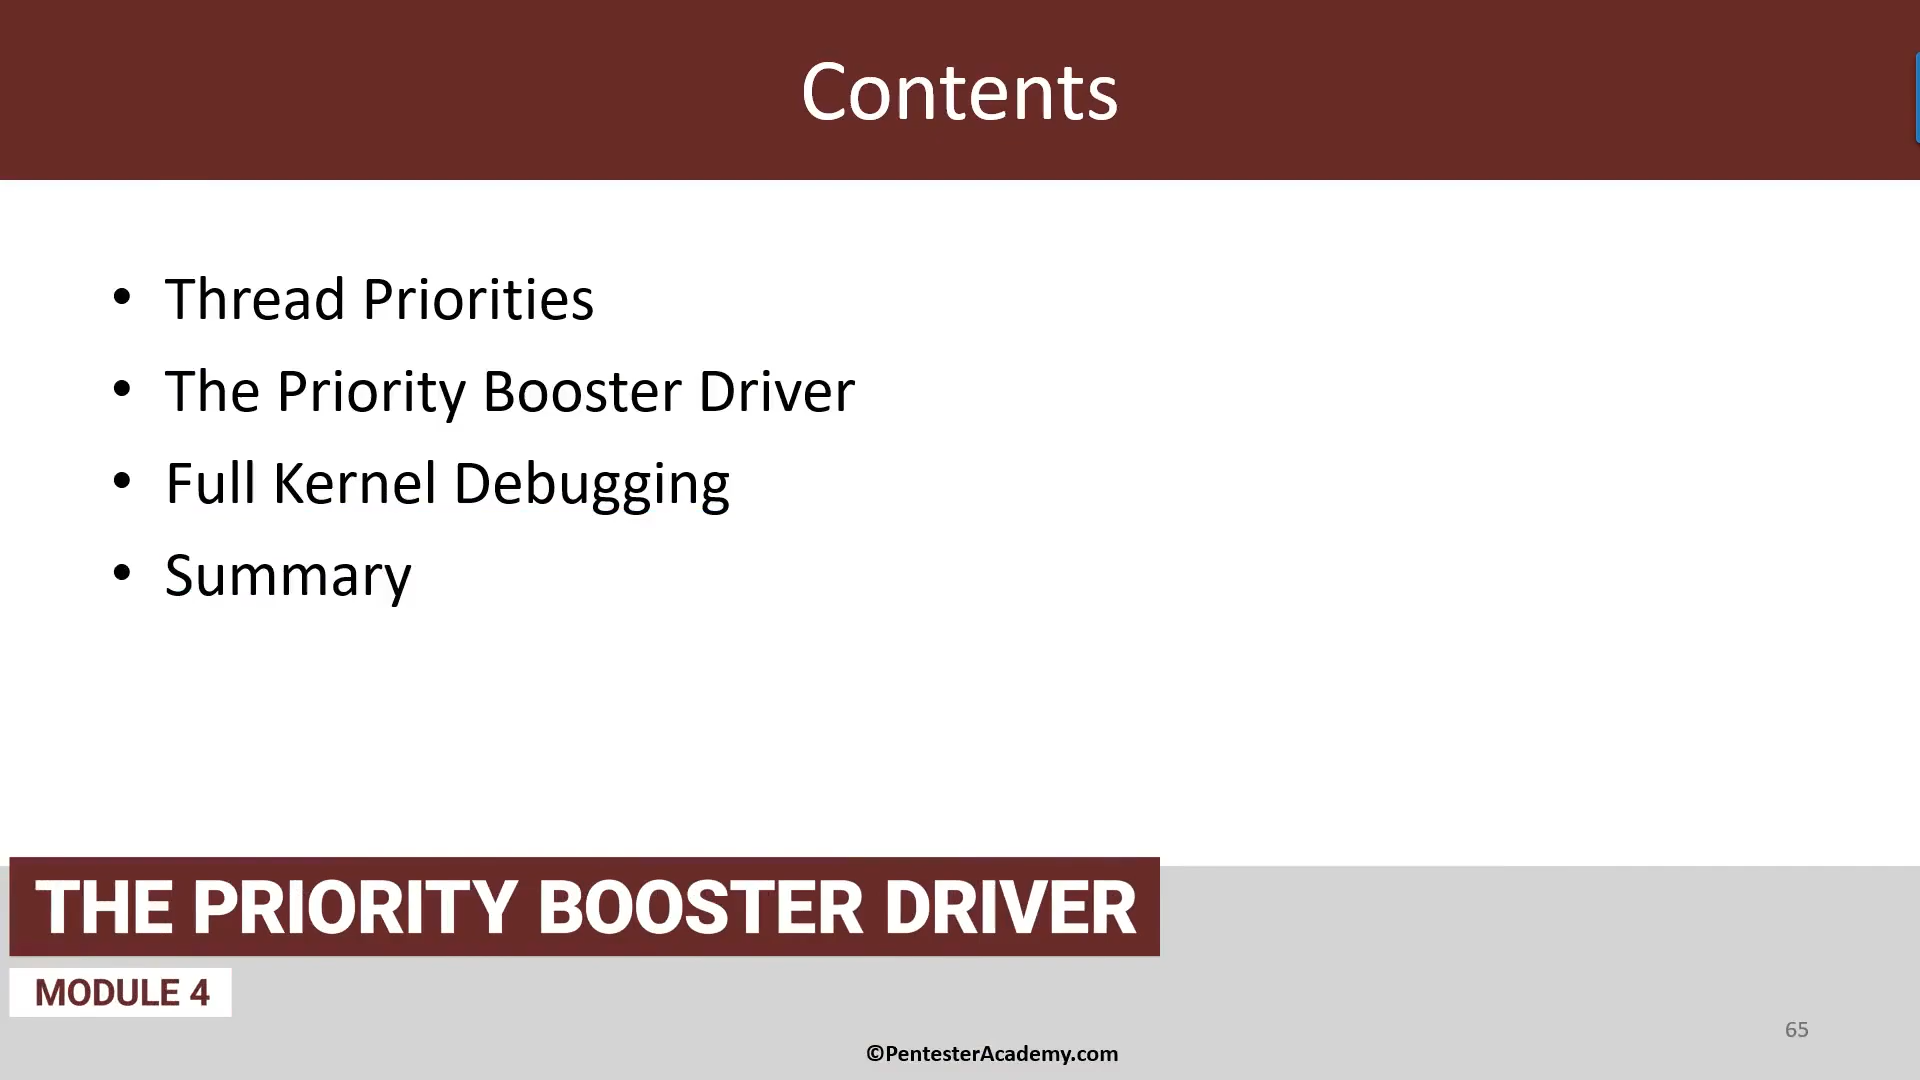 Contents
• Thread Priorities
• The Priority Booster Driver
• Full Kernel Debugging
• Summary
THE PRIORITY BOOSTER DRIVER
MODULE 4
65
©PentesterAcademy.com